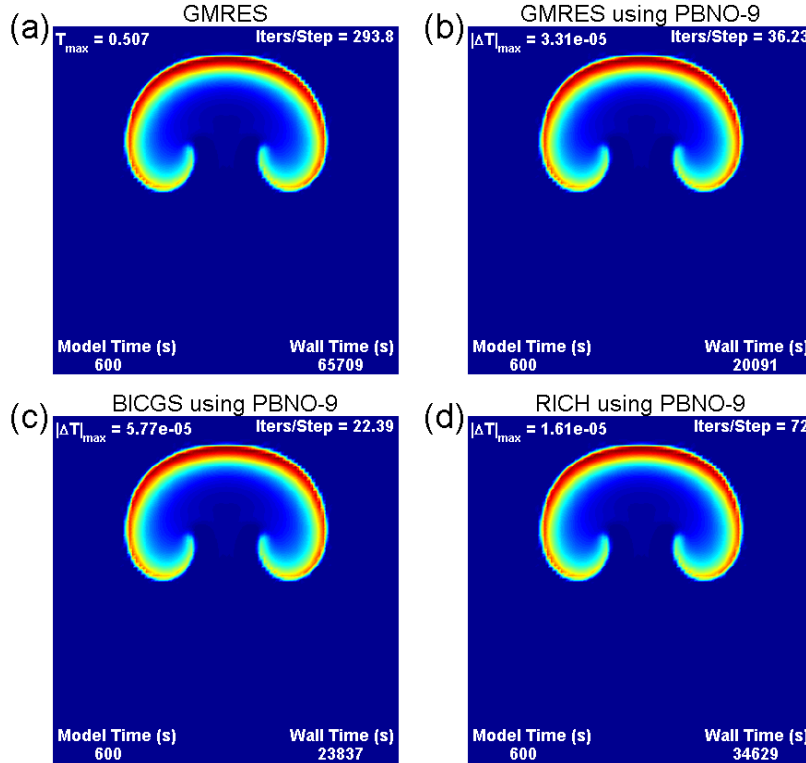 (a)
GMRES
T max = 0.507
Iters/Step = 293.8
Model Time (s)
600
Wall Time (s)
65709
(b)
GMRES using PBNO-9
|ΔT| max = 3.31e-05
Iters/Step = 36.23
Model Time (s)
600
Wall Time (s)
20091
(c)
BICGS using PBNO-9
|ΔT| max = 5.77e-05
Iters/Step = 22.39
Model Time (s)
600
Wall Time (s)
23837
(d)
RICH using PBNO-9
|ΔT| max = 1.61e-05
Iters/Step = 72
Model Time (s)
600
Wall Time (s)
34629